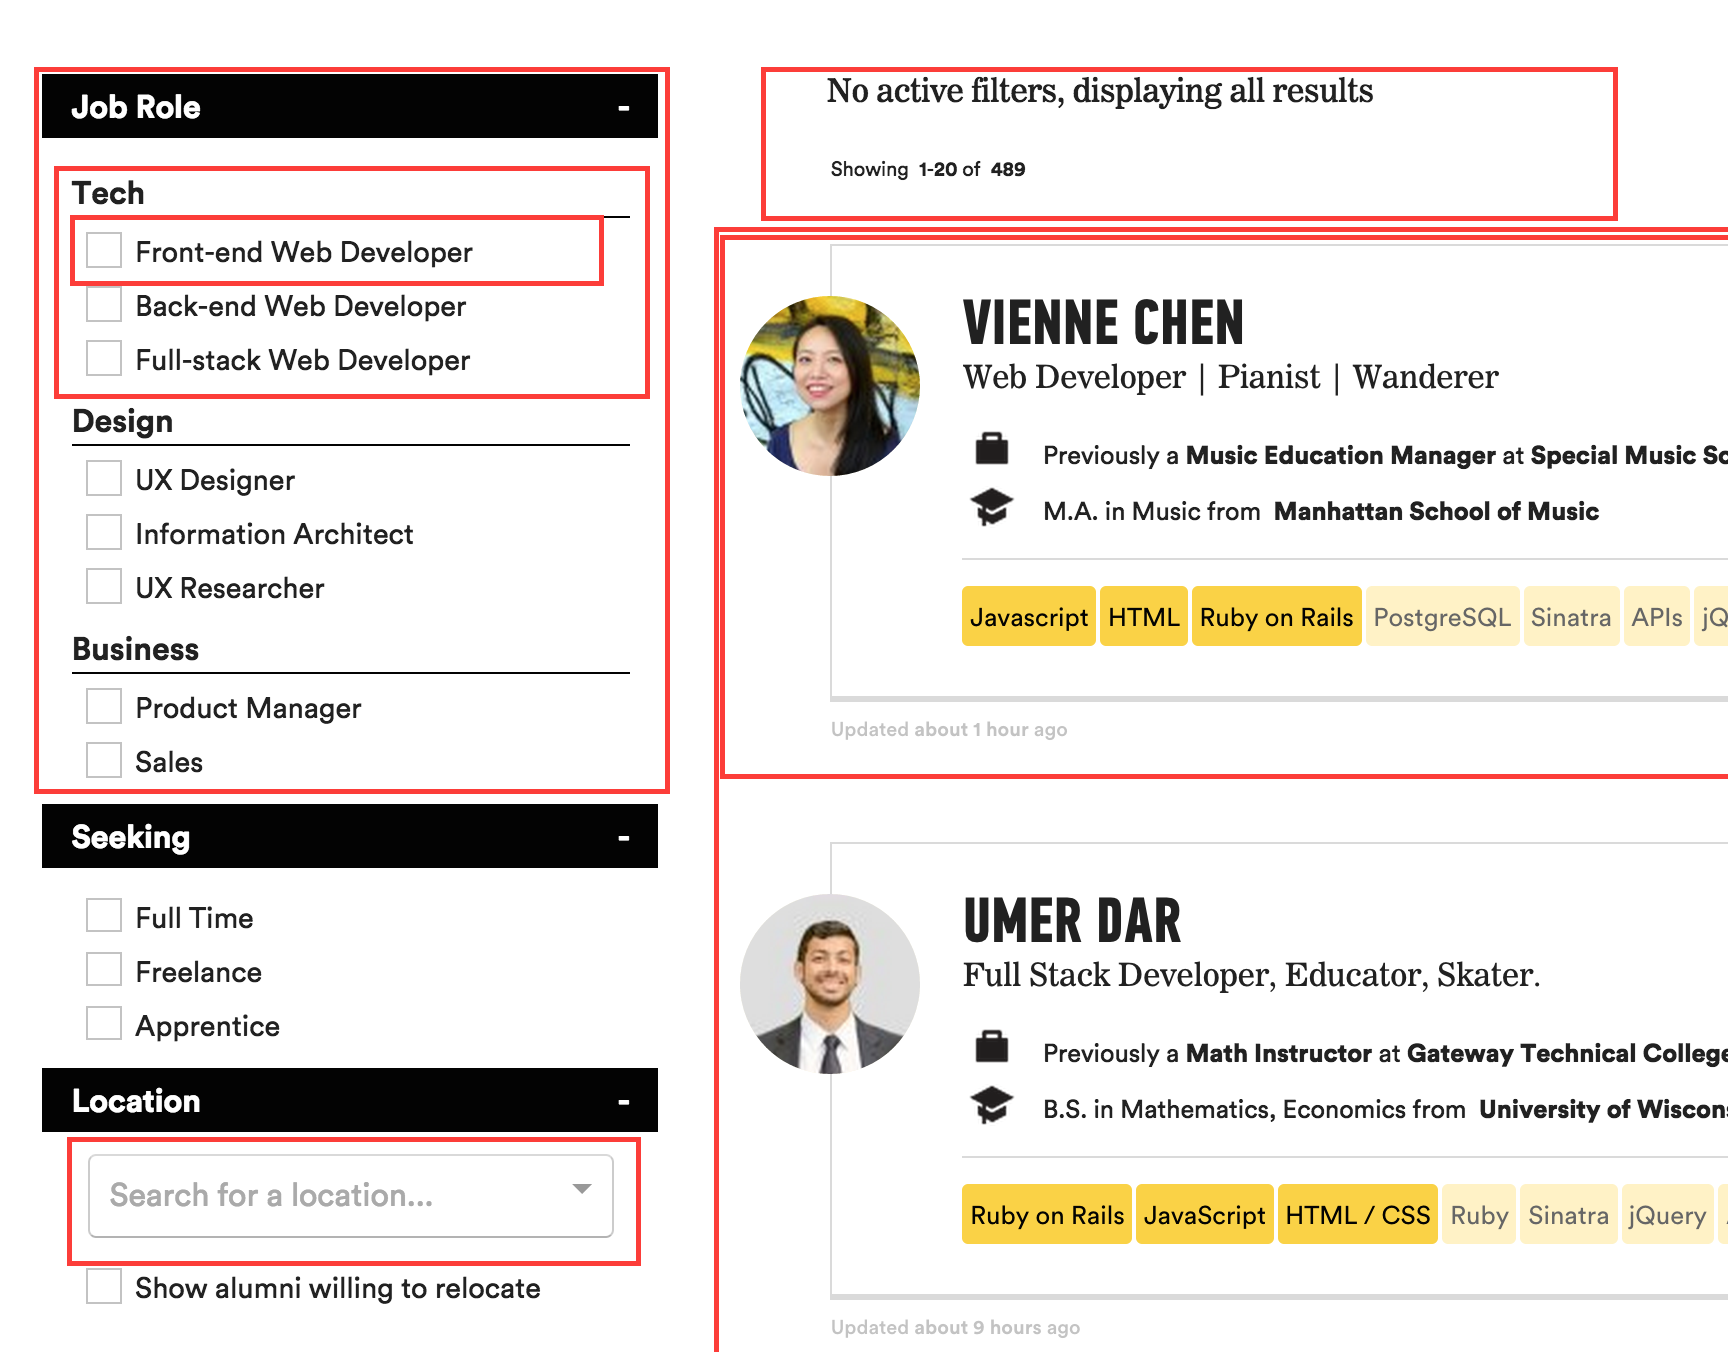 Job Role -
Tech
Front-end Web Developer
Back-end Web Developer
Full-stack Web Developer
Design
UX Designer
Information Architect
UX Researcher
Business
Product Manager
Sales
Seeking -
Full Time
Freelance
Apprentice
Location -
Search for a location...
Show alumni willing to relocate
No active filters, displaying all results
Showing 1-20 of 489
VIENNE CHEN
Web Developer | Pianist | Wanderer
Previously a Music Education Manager at Special Music Sc
M.A. in Music from Manhattan School of Music
Javascript HTML Ruby on Rails PostgreSQL Sinatra APIs jQ
Updated about 1 hour ago
UMER DAR
Full Stack Developer, Educator, Skater.
Previously a Math Instructor at Gateway Technical College
B.S. in Mathematics, Economics from University of Wiscons
Ruby on Rails JavaScript HTML / CSS Ruby Sinatra jQuery
Updated about 9 hours ago